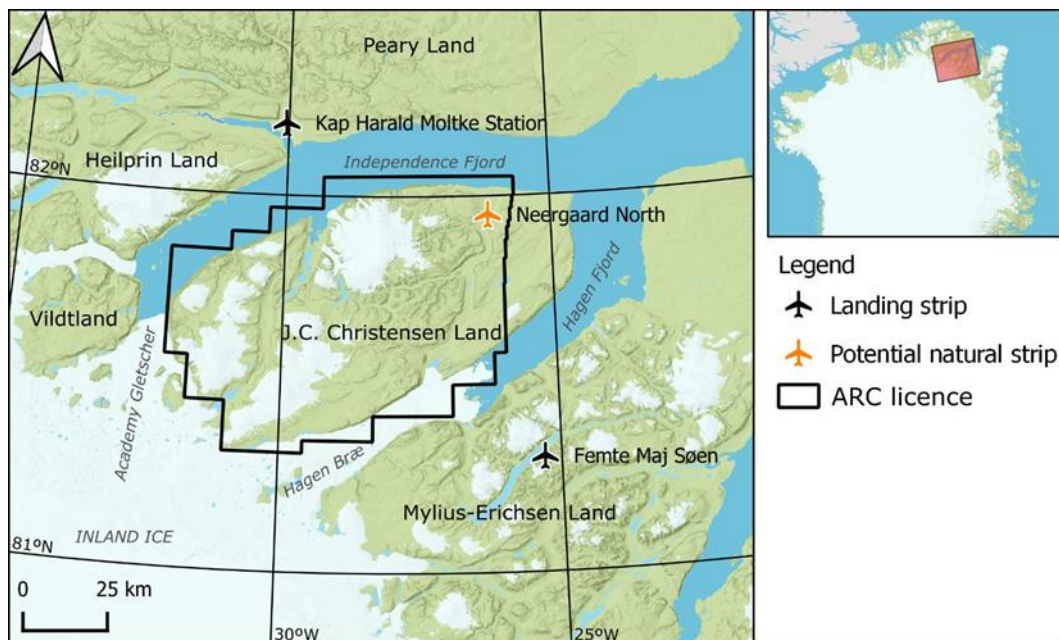 Peary Land
Kap Harald Moltke Station
Heilprin Land
82ºN
Independence Fjord
Neergaard North
Hagen Fjord
Vildtland
J.C. Christensen Land
Academy Gletscher
Hagen Bræ
Femte Maj Søen
Mylius-Erichsen Land
INLAND ICE
81ºN
0 25 km
30ºW
25ºW
Legend
Landing strip
Potential natural strip
ARC licence